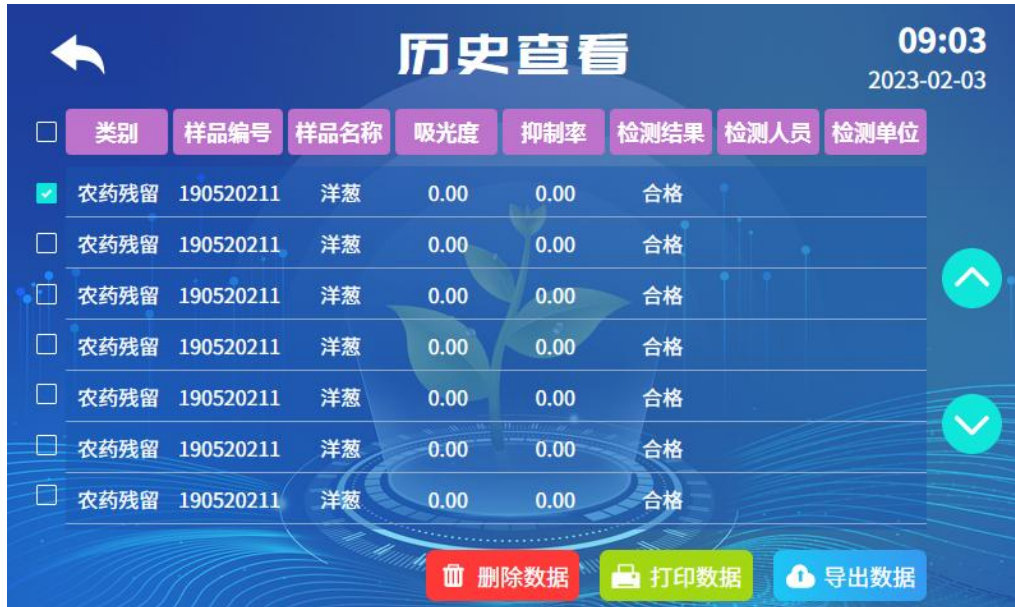 历史查看
09:03
2023-02-03
类别 样品编号 样品名称 吸光度 抑制率 检测结果 检测人员 检测单位
农药残留 190520211 洋葱 0.00 0.00 合格
农药残留 190520211 洋葱 0.00 0.00 合格
农药残留 190520211 洋葱 0.00 0.00 合格
农药残留 190520211 洋葱 0.00 0.00 合格
农药残留 190520211 洋葱 0.00 0.00 合格
农药残留 190520211 洋葱 0.00 0.00 合格
农药残留 190520211 洋葱 0.00 0.00 合格
删除数据 打印数据 导出数据